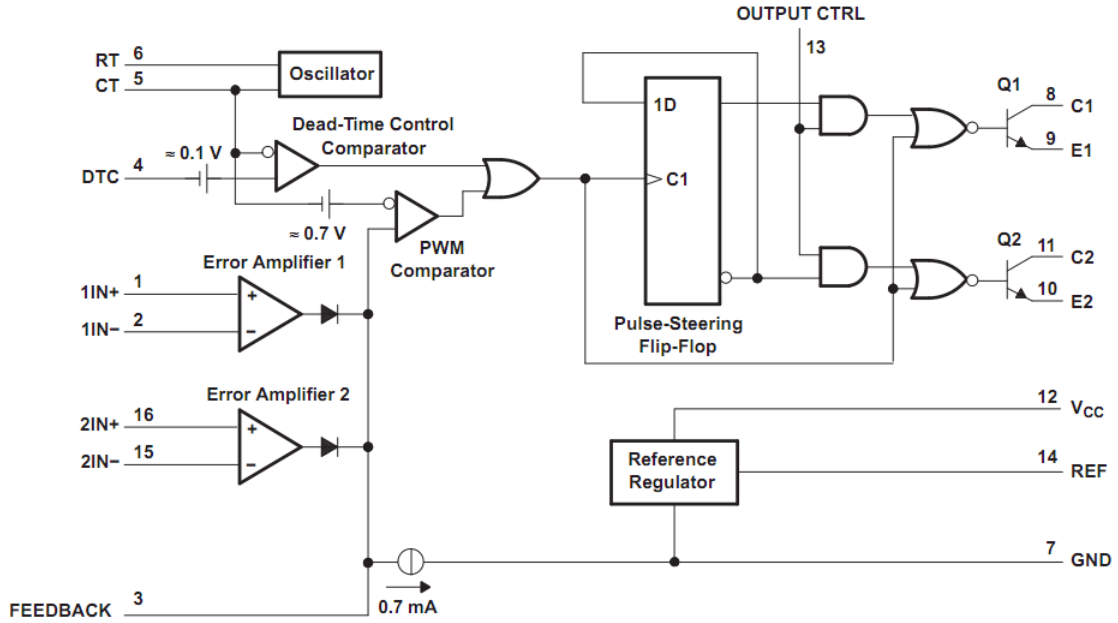 OUTPUT CTRL
13
RT 6
CT 5
Oscillator
Dead-Time Control
Comparator
≈ 0.1 V
DTC 4
≈ 0.7 V
PWM
Comparator
1D
C1
Pulse-Steering
Flip-Flop
Q1
8 C1
9 E1
Q2
11 C2
10 E2
Error Amplifier 1
1IN+ 1
+
1IN− 2
−
Error Amplifier 2
2IN+ 16
+
2IN− 15
−
12 VCC
Reference
Regulator
14 REF
7 GND
0.7 mA
FEEDBACK 3